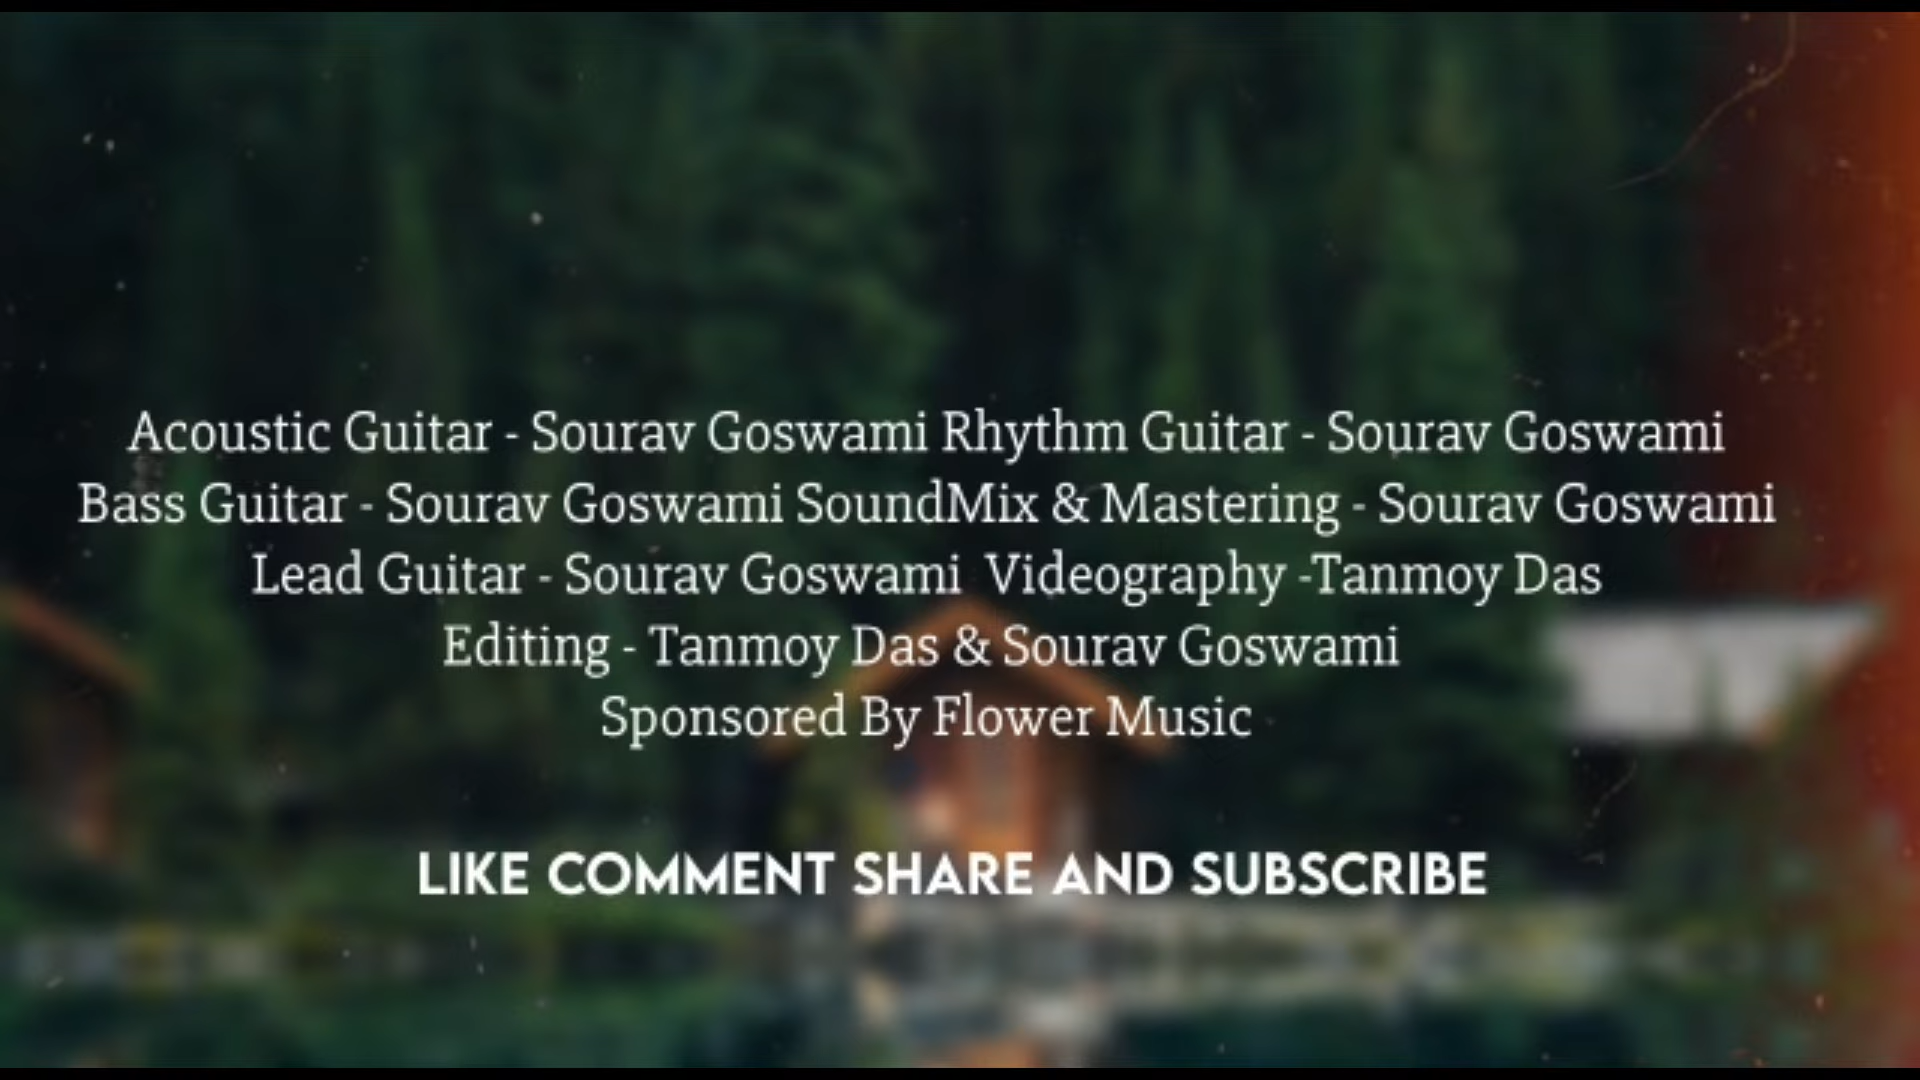 Acoustic Guitar - Sourav Goswami Rhythm Guitar - Sourav Goswami
Bass Guitar - Sourav Goswami SoundMix & Mastering - Sourav Goswami
Lead Guitar - Sourav Goswami  Videography -Tanmoy Das
Editing - Tanmoy Das & Sourav Goswami
Sponsored By Flower Music
LIKE COMMENT SHARE AND SUBSCRIBE